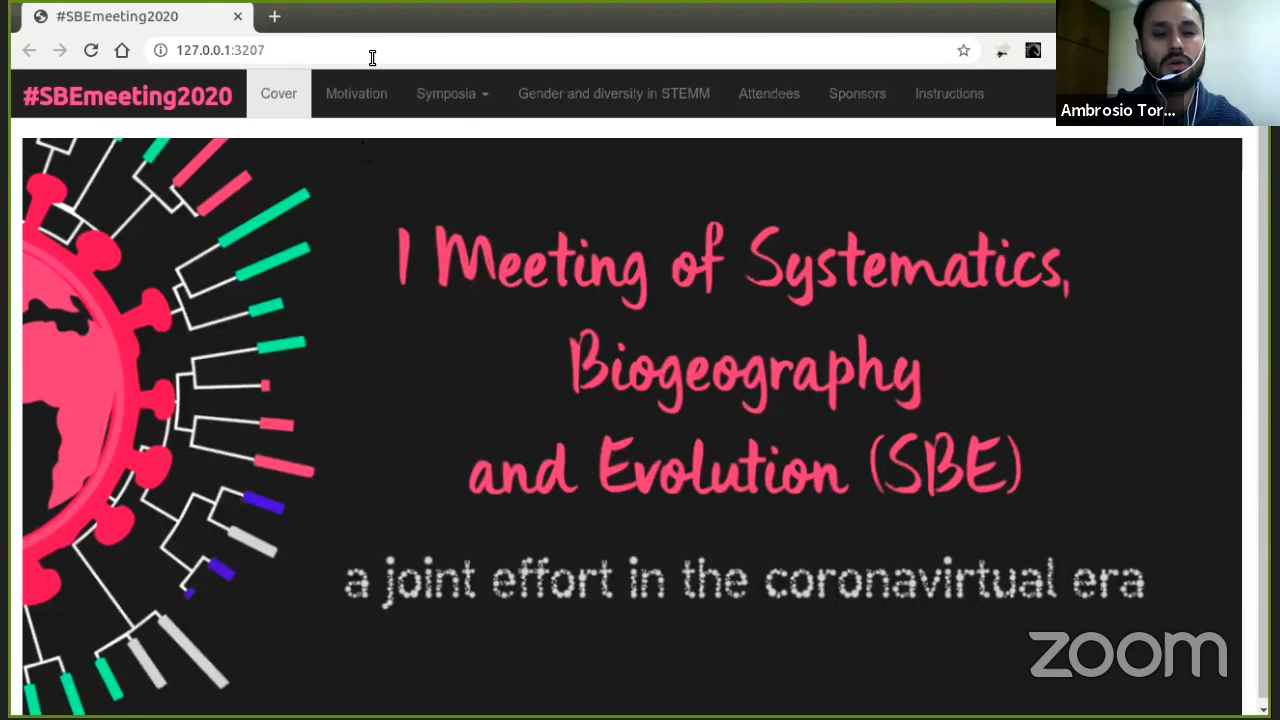 #SBEmeeting2020
127.0.0.1:3207
#SBEmeeting2020 Cover Motivation Symposia Gender and diversity in STEMM Attendees Sponsors Instructions
Ambrosio Tor...
I Meeting of Systematics,
Biogeography
and Evolution (SBE)
a joint effort in the coronavirtual era
zoom